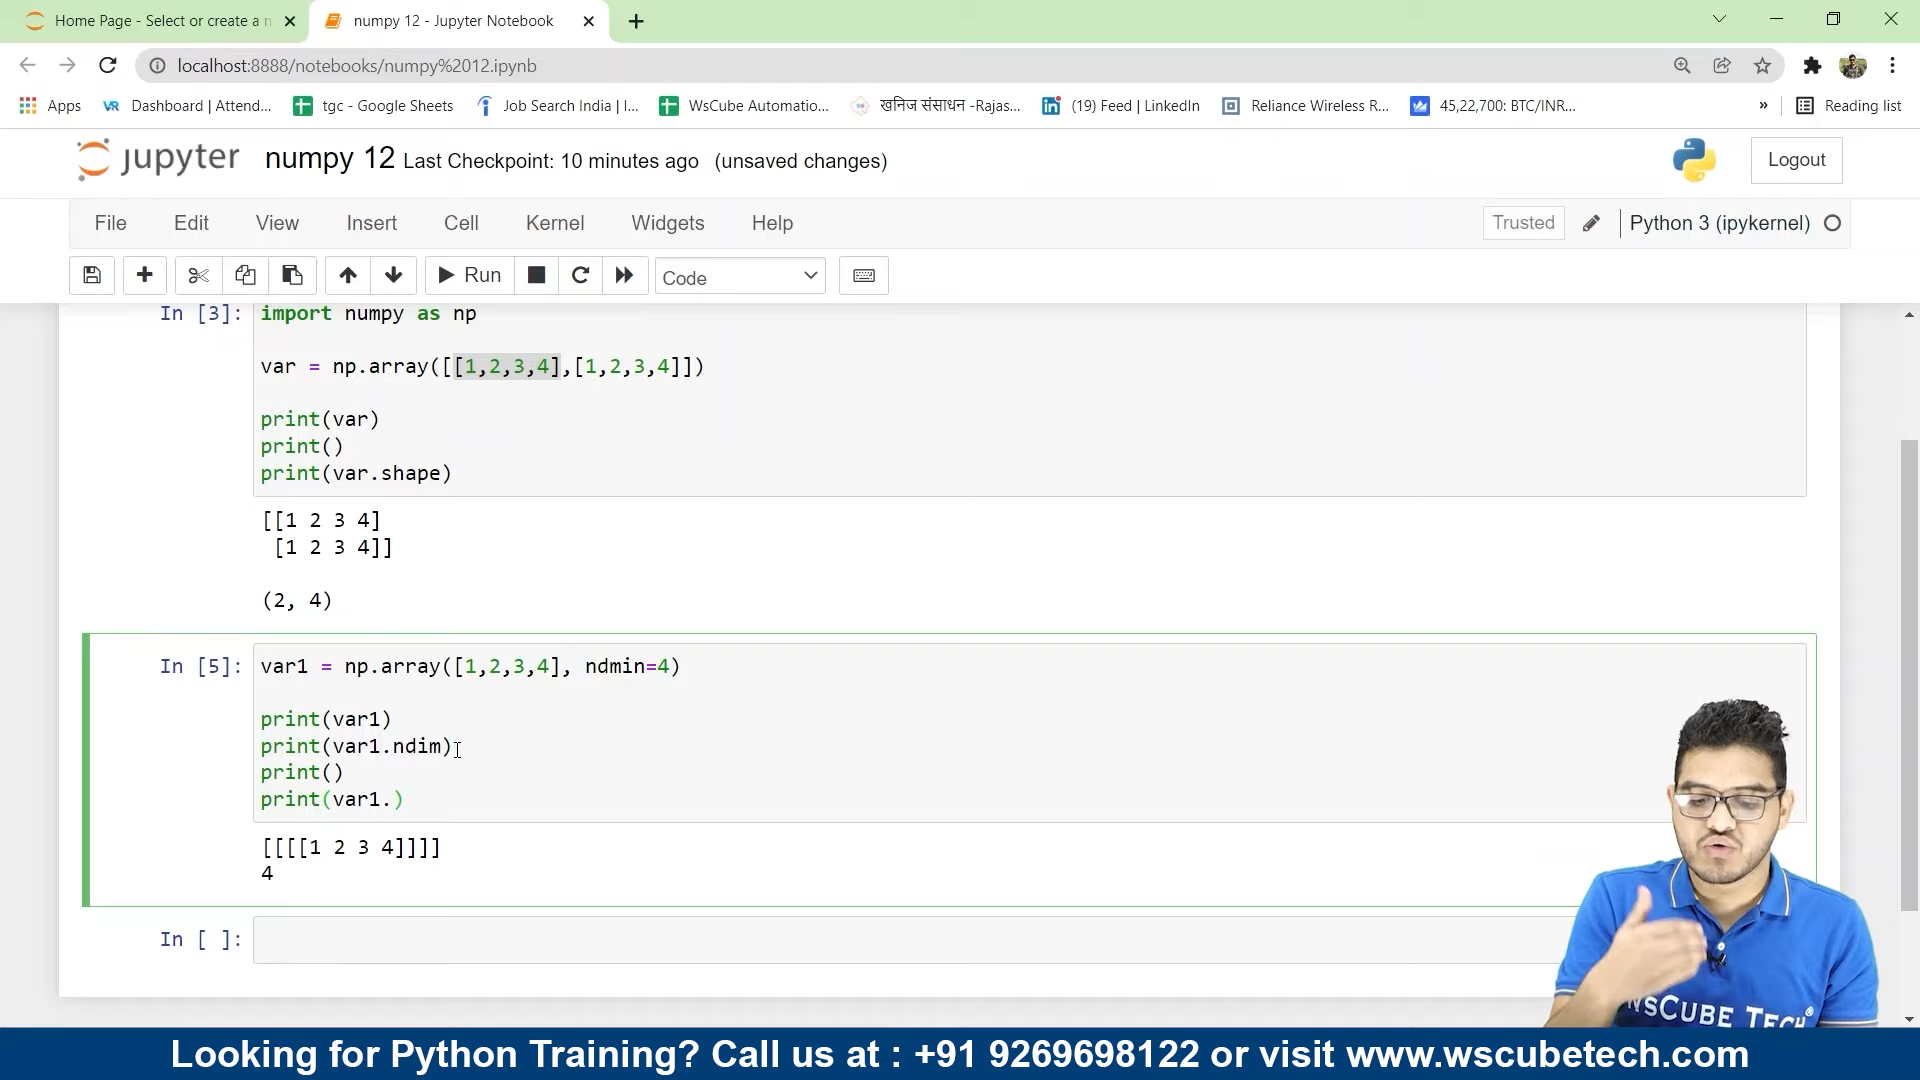 Home Page - Select or create a n
numpy 12 - Jupyter Notebook
localhost:8888/notebooks/numpy%2012.ipynb
Apps
VR Dashboard | Attend...
tgc - Google Sheets
Job Search India | I...
WsCube Automatio...
खनिज संसाधन -Rajas...
(19) Feed | LinkedIn
Reliance Wireless R...
45,22,700: BTC/INR...
»
Reading list
jupyter numpy 12 Last Checkpoint: 10 minutes ago (unsaved changes)
Logout
File Edit View Insert Cell Kernel Widgets Help
Trusted
Python 3 (ipykernel)
Run
Code
In [3]: import numpy as np
var = np.array([[1,2,3,4],[1,2,3,4]])
print(var)
print()
print(var.shape)
[[1 2 3 4]
[1 2 3 4]]
(2, 4)
In [5]: var1 = np.array([1,2,3,4], ndmin=4)
print(var1)
print(var1.ndim)
print()
print(var1.)
[[[[1 2 3 4]]]]
4
In [ ]:
WSCUBE TECH
Looking for Python Training? Call us at : +91 9269698122 or visit www.wscubetech.com